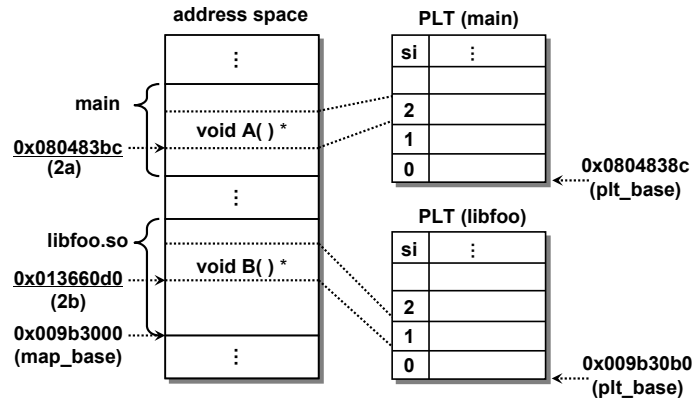 address space
PLT (main)
⋮
si ⋮
main
void A( ) *
2
1
0
0x080483bc
(2a)
0x0804838c
(plt_base)
⋮
PLT (libfoo)
libfoo.so
si ⋮
void B( ) *
2
1
0
0x013660d0
(2b)
0x009b3000
(map_base)
⋮
0x009b30b0
(plt_base)